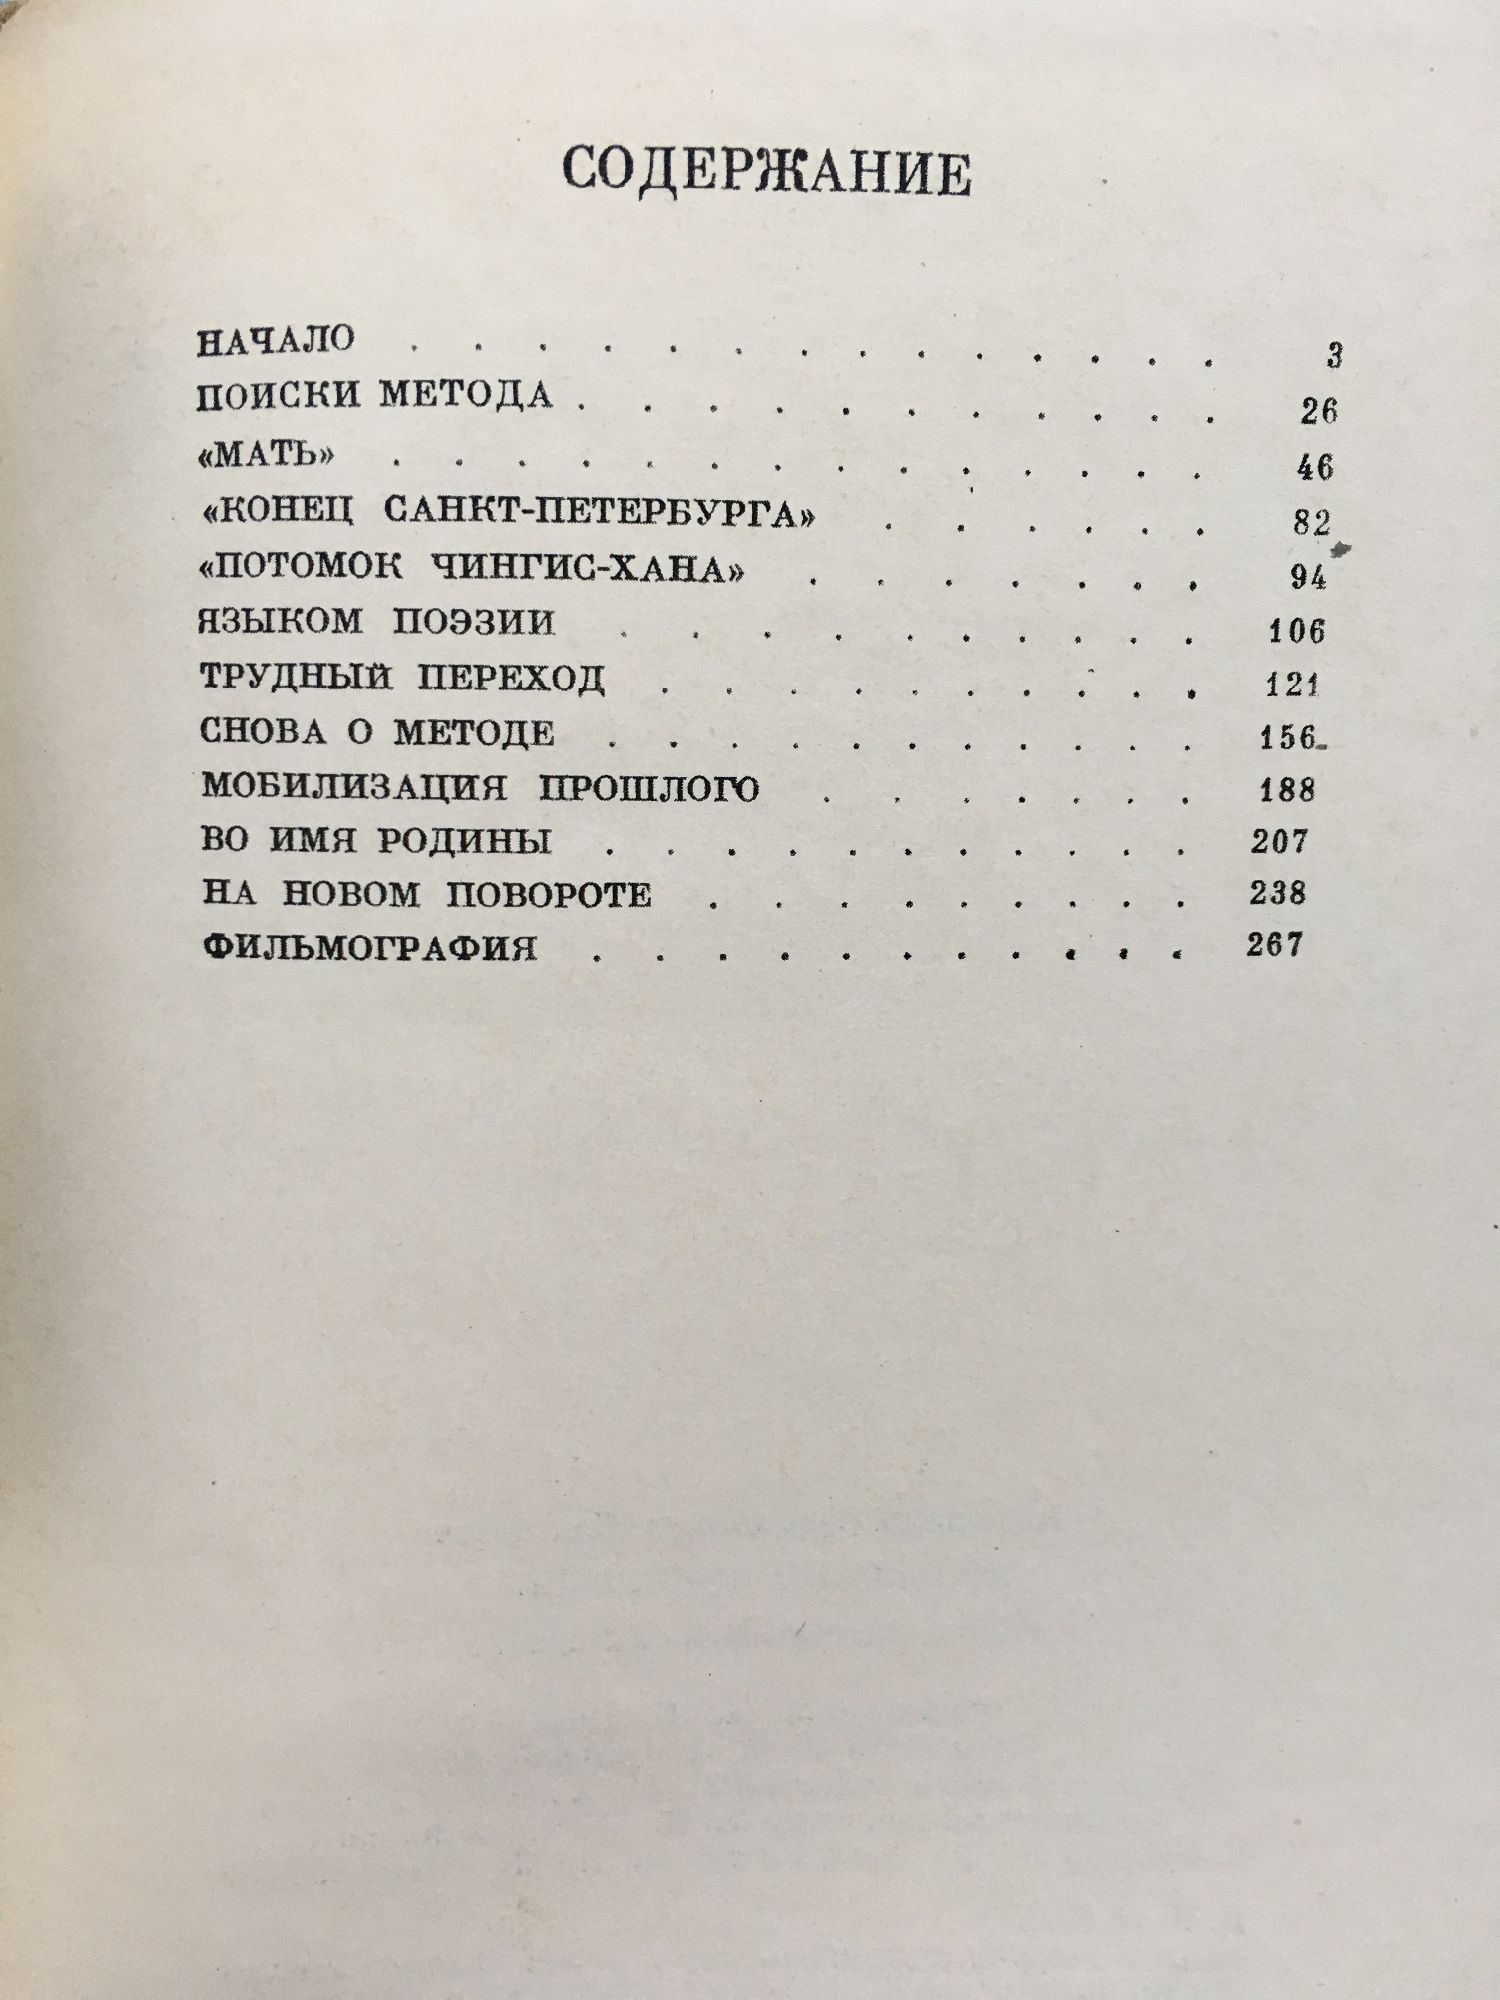 СОДЕРЖАНИЕ
НАЧАЛО . . . . . . . . . . . . . . 3
ПОИСКИ МЕТОДА . . . . . . . . . . . 26
«МАТЬ» . . . . . . . . . . . . . . 46
«КОНЕЦ САНКТ-ПЕТЕРБУРГА» . . . . . . 82
«ПОТОМОК ЧИНГИС-ХАНА» . . . . . . . 94
ЯЗЫКОМ ПОЭЗИИ . . . . . . . . . . 106
ТРУДНЫЙ ПЕРЕХОД . . . . . . . . . . 121
СНОВА О МЕТОДЕ . . . . . . . . . . . 156
МОБИЛИЗАЦИЯ ПРОШЛОГО . . . . . . . 188
ВО ИМЯ РОДИНЫ . . . . . . . . . . . 207
НА НОВОМ ПОВОРОТЕ . . . . . . . . . 238
ФИЛЬМОГРАФИЯ . . . . . . . . . . . 267